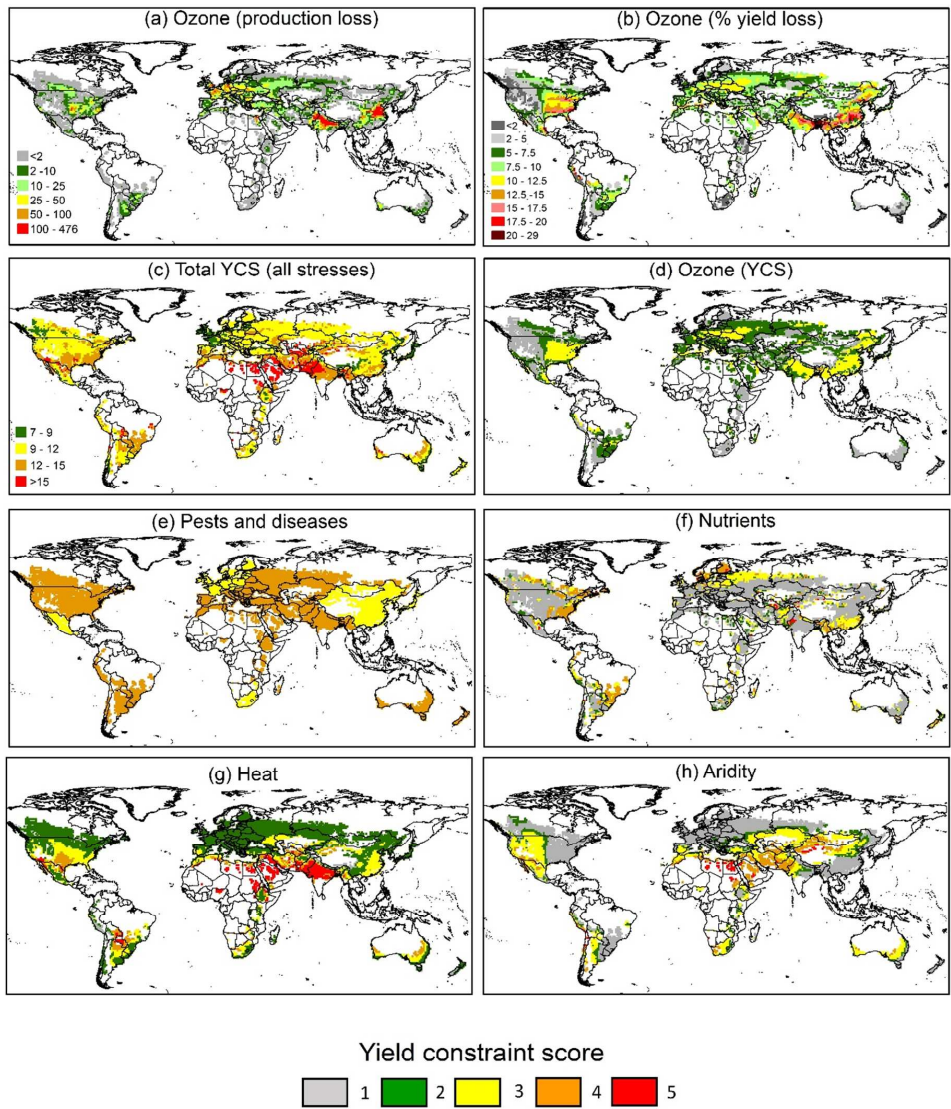 (a) Ozone (production loss)
<2
2 -10
10 - 25
25 - 50
50 - 100
100 - 476
(b) Ozone (% yield loss)
<2
2 - 5
5 - 7.5
7.5 - 10
10 - 12.5
12.5 -15
15 - 17.5
17.5 - 20
20 - 29
(c) Total YCS (all stresses)
7 - 9
9 - 12
12 - 15
>15
(d) Ozone (YCS)
(e) Pests and diseases
(f) Nutrients
(g) Heat
(h) Aridity
Yield constraint score
1 2 3 4 5